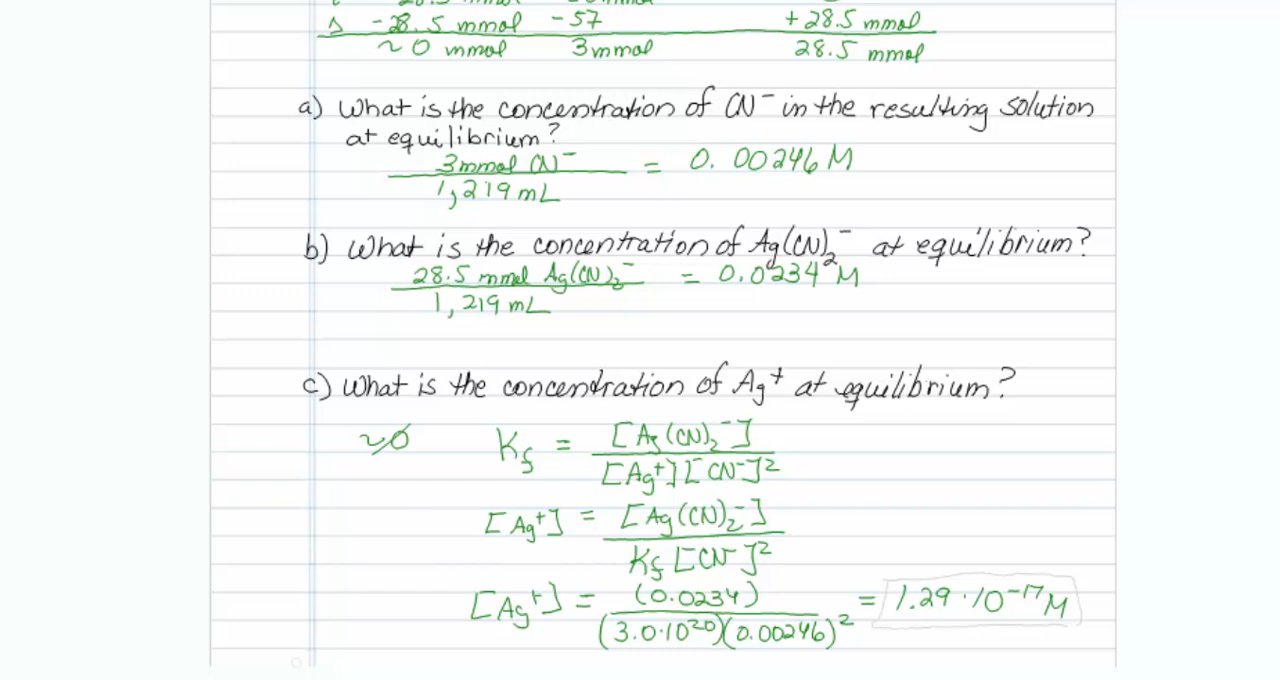 Δ -28.5 mmol -57 +28.5 mmol
~0 mmol 3mmol 28.5 mmol
a) What is the concentration of CN⁻ in the resulting solution
at equilibrium?
3mmol CN⁻ = 0.00246 M
1,219 mL
b) What is the concentration of Ag(CN)₂⁻ at equilibrium?
28.5 mmol Ag(CN)₂⁻ = 0.0234 M
1,219 mL
c) What is the concentration of Ag⁺ at equilibrium?
~0 Kf = [Ag(CN)₂⁻]
[Ag⁺][CN⁻]²
[Ag⁺] = [Ag(CN)₂⁻]
Kf [CN⁻]²
[Ag⁺] = (0.0234) = 1.29·10⁻¹⁷ M
(3.0·10²⁰)(0.00246)²